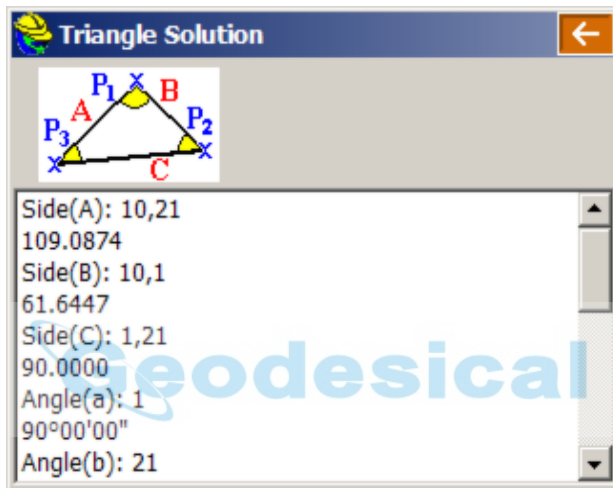 Triangle Solution
P1 B
A
P3 P2
C
Side(A): 10,21
109.0874
Side(B): 10,1
61.6447
Side(C): 1,21
90.0000
Angle(a): 1
90°00'00"
Angle(b): 21
Geodesical